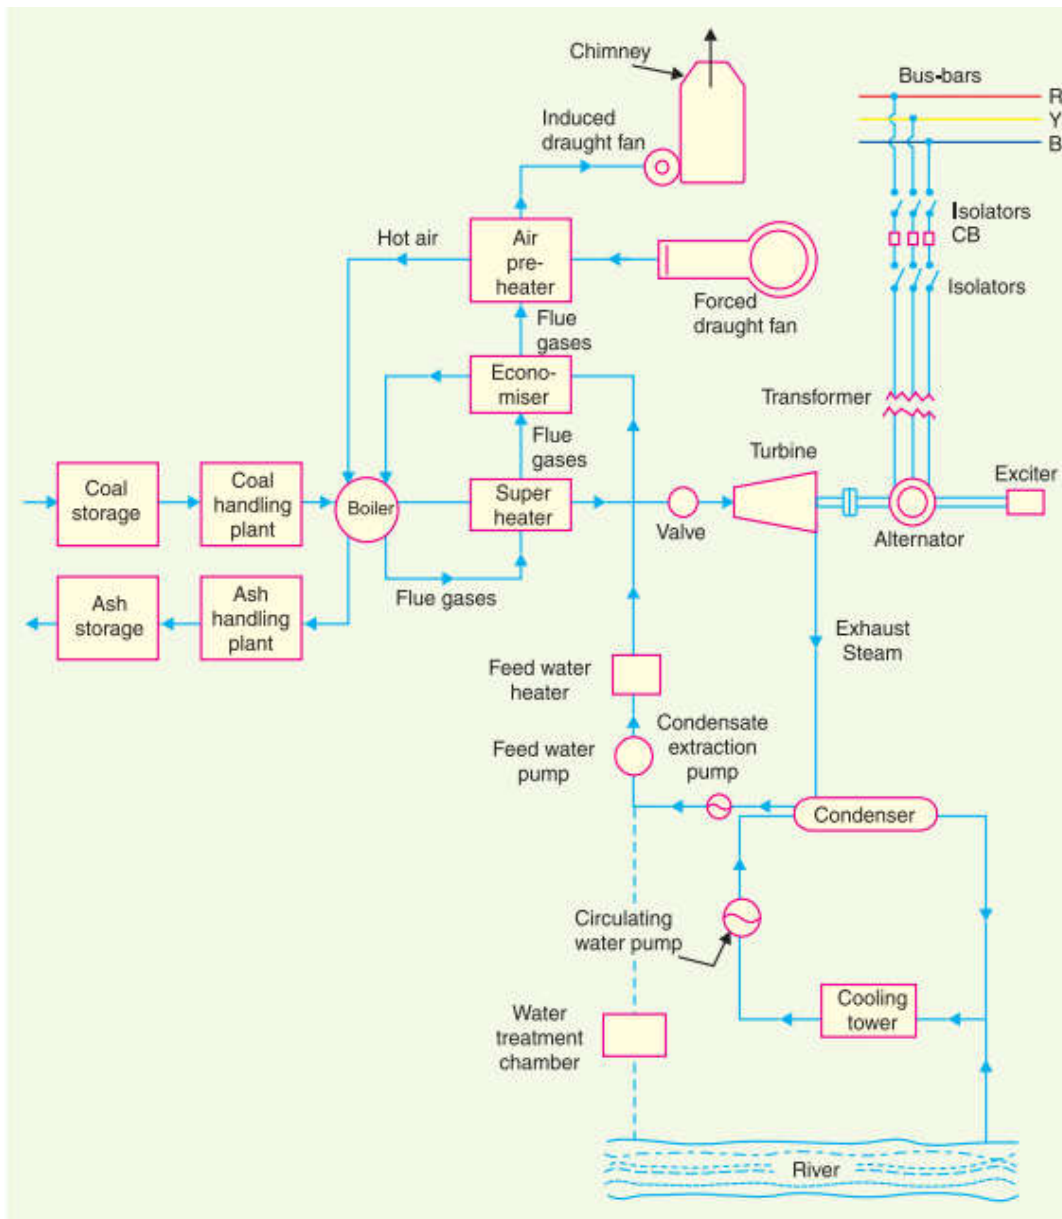 Chimney
Bus-bars
R
Y
B
Induced
draught fan
Isolators
CB
Hot air
Air
pre-
heater
Isolators
Forced
draught fan
Flue
gases
Econo-
miser
Transformer
Flue
gases
Turbine
Exciter
Coal
storage
Coal
handling
plant
Boiler
Super
heater
Valve
Alternator
Flue gases
Ash
storage
Ash
handling
plant
Exhaust
Steam
Feed water
heater
Condensate
extraction
pump
Feed water
pump
Condenser
Circulating
water pump
Cooling
tower
Water
treatment
chamber
River